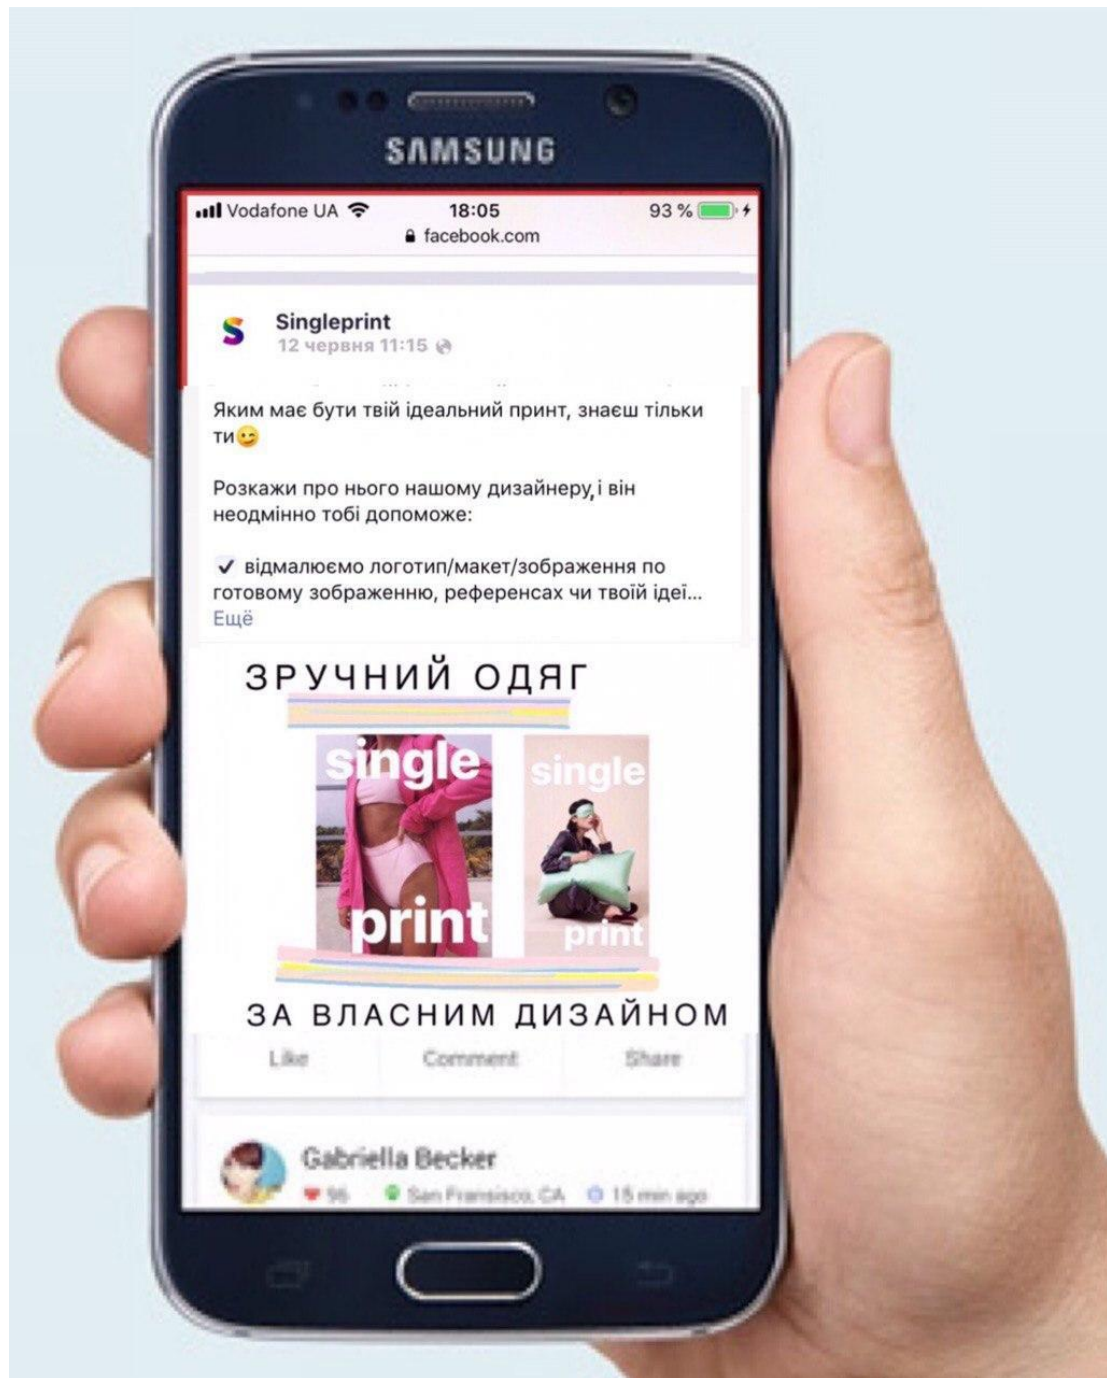 SAMSUNG
Vodafone UA 18:05 93 %
facebook.com
Singleprint
12 червня 11:15
Яким має бути твій ідеальний принт, знаєш тільки
ти😉
Розкажи про нього нашому дизайнеру,і він
неодмінно тобі допоможе:
✔ відмалюємо логотип/макет/зображення по
готовому зображенню, референсах чи твоїй ідеї...
Ещё
ЗРУЧНИЙ ОДЯГ
single
print
single
print
ЗА ВЛАСНИМ ДИЗАЙНОМ
Like Comment Share
Gabriella Becker
96 San Fransisco, CA 15 min ago